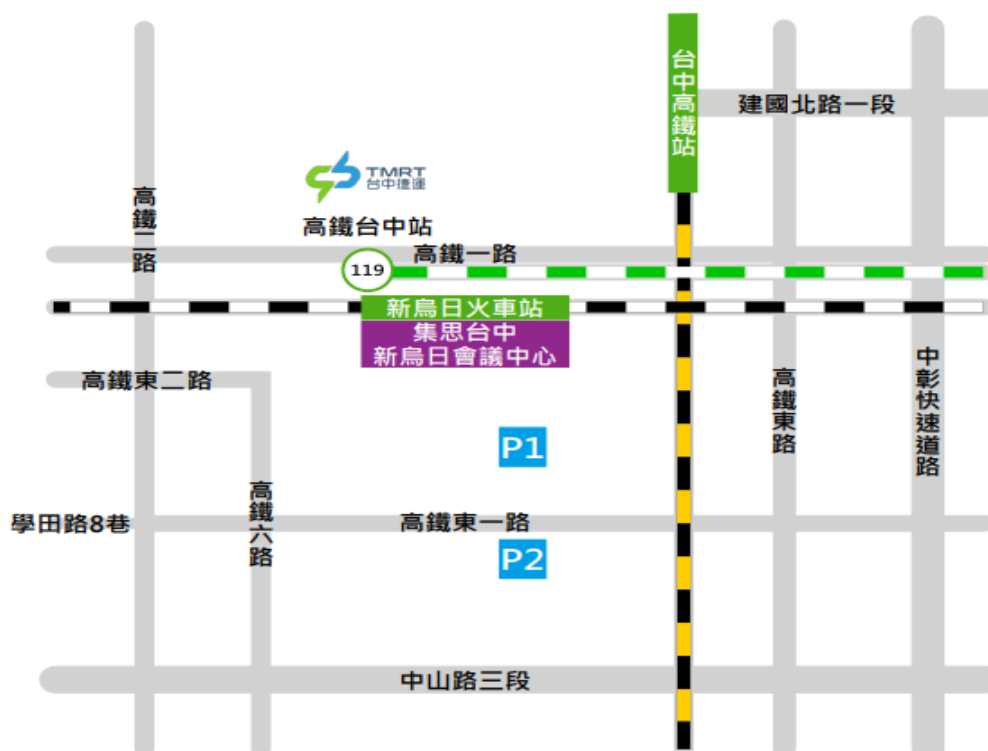 台中高鐵站
建國北路一段
TMRT
台中捷運
高鐵二路
高鐵台中站
高鐵一路
119
新烏日火車站
集思台中
新烏日會議中心
高鐵東二路
高鐵東路
中彰快速道路
P1
高鐵六路
學田路8巷
高鐵東一路
P2
中山路三段